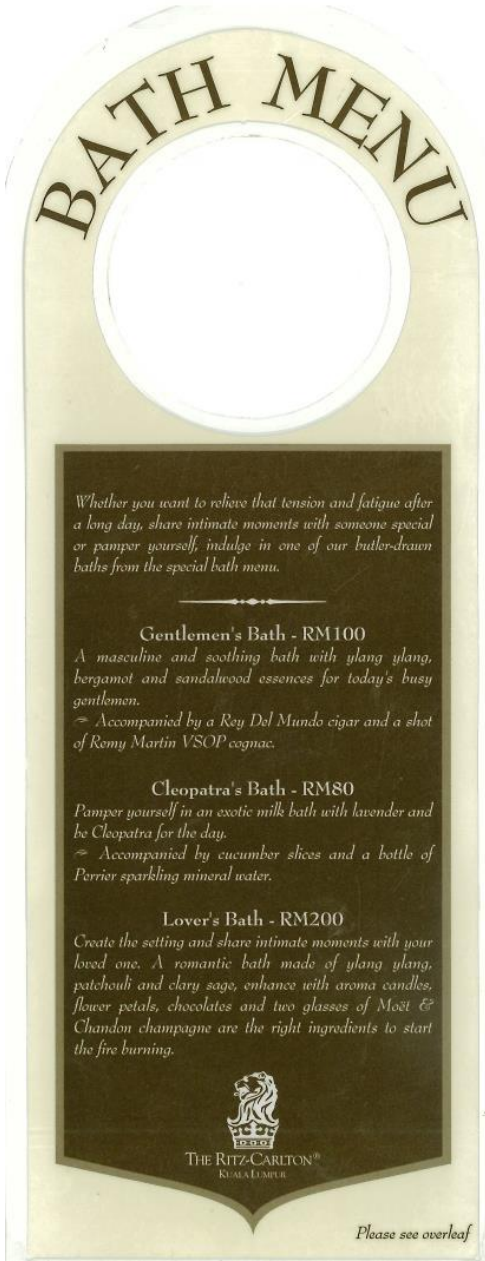 BATH MENU
Whether you want to relieve that tension and fatigue after
a long day, share intimate moments with someone special
or pamper yourself, indulge in one of our butler-drawn
baths from the special bath menu.
Gentlemen's Bath - RM100
A masculine and soothing bath with ylang ylang,
bergamot and sandalwood essences for today's busy
gentlemen.
Accompanied by a Rey Del Mundo cigar and a shot
of Remy Martin VSOP cognac.
Cleopatra's Bath - RM80
Pamper yourself in an exotic milk bath with lavender and
be Cleopatra for the day.
Accompanied by cucumber slices and a bottle of
Perrier sparkling mineral water.
Lover's Bath - RM200
Create the setting and share intimate moments with your
loved one. A romantic bath made of ylang ylang,
patchouli and clary sage, enhance with aroma candles,
flower petals, chocolates and two glasses of Moët &
Chandon champagne are the right ingredients to start
the fire burning.
THE RITZ-CARLTON®
KUALA LUMPUR
Please see overleaf